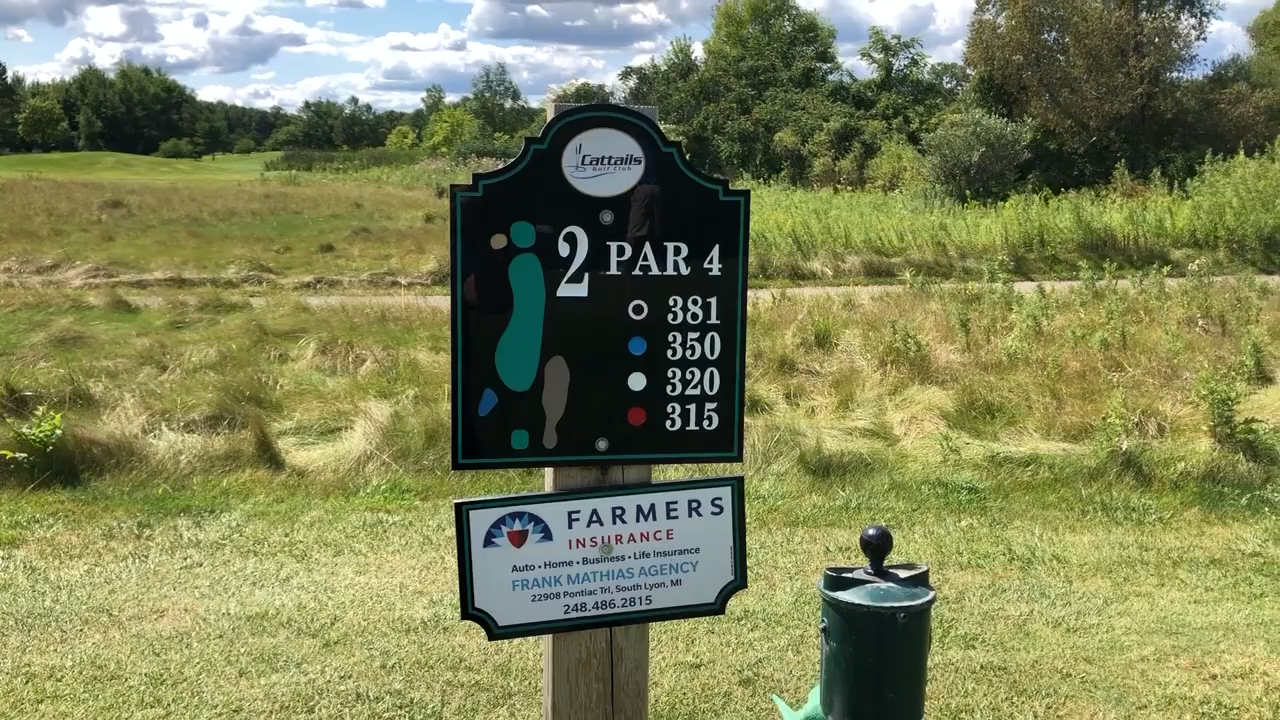 Cattails
Golf Club
2 PAR 4
381
350
320
315
FARMERS
INSURANCE
Auto • Home • Business • Life Insurance
FRANK MATHIAS AGENCY
22908 Pontiac Trl, South Lyon, MI
248.486.2815